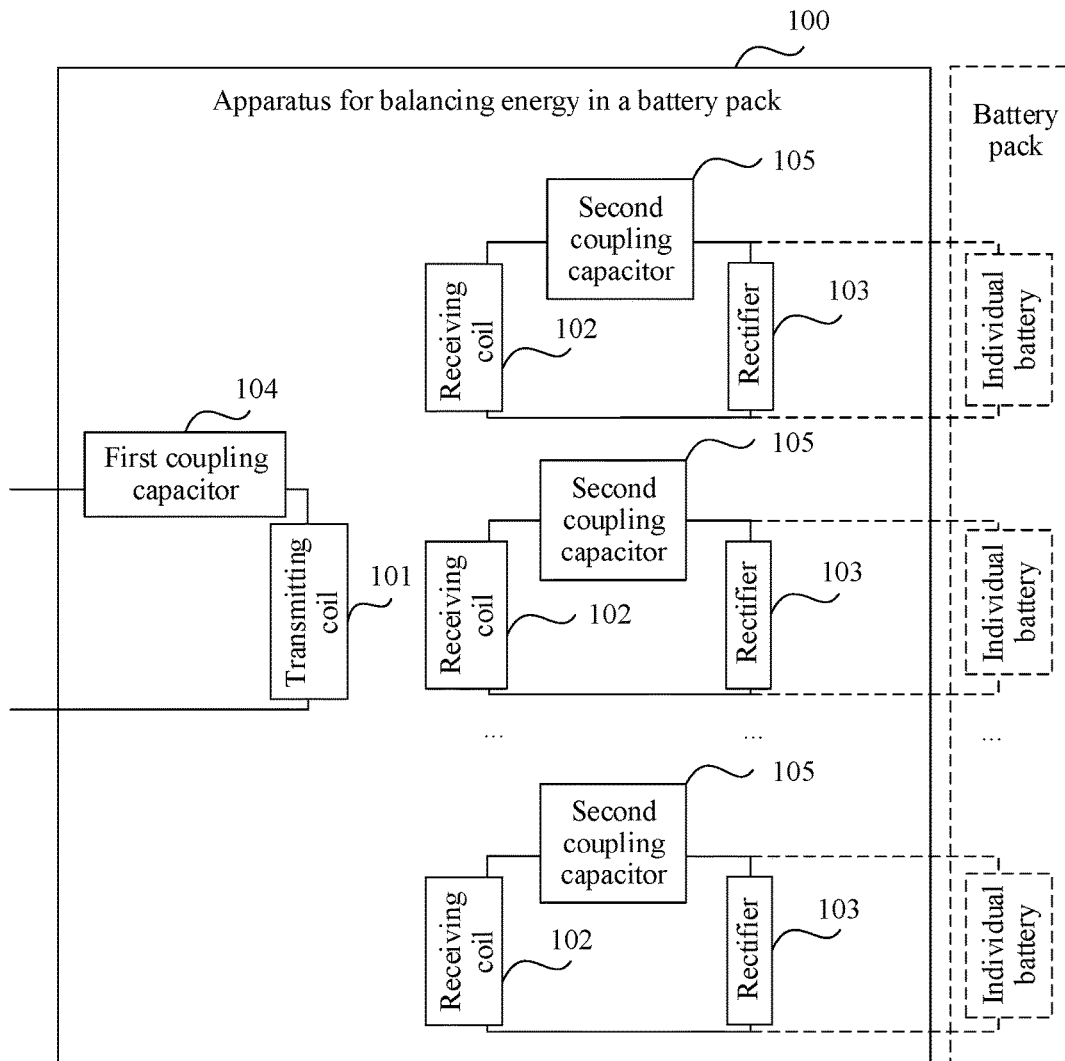 100
Apparatus for balancing energy in a battery pack
Battery
pack
105
Second
coupling
capacitor
Receiving
coil
102
Rectifier
103
Individual
battery
104
First coupling
capacitor
Transmitting
coil
101
105
Second
coupling
capacitor
Receiving
coil
102
Rectifier
103
Individual
battery
...
...
...
105
Second
coupling
capacitor
Receiving
coil
102
Rectifier
103
Individual
battery